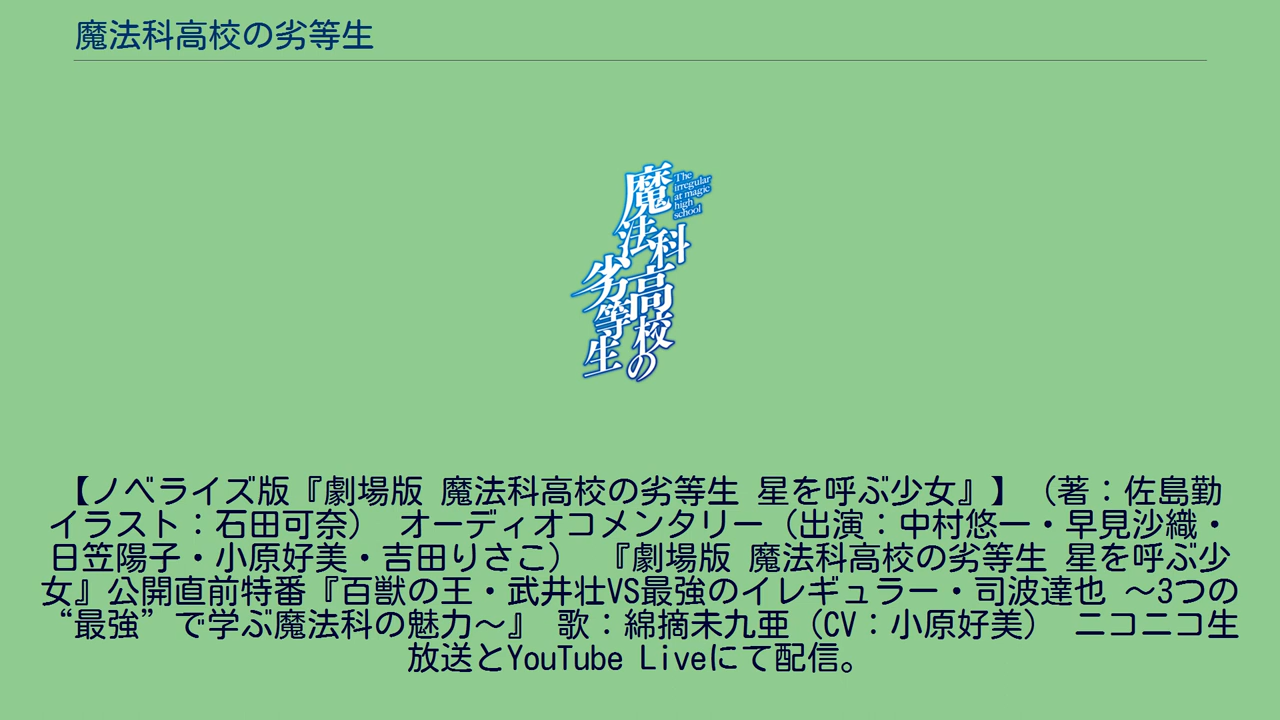 魔法科高校の劣等生
魔法科高校の
劣等生
The
irregular
at magic
high
school
【ノベライズ版『劇場版 魔法科高校の劣等生 星を呼ぶ少女』】 （著：佐島勤
イラスト：石田可奈） オーディオコメンタリー（出演：中村悠一・早見沙織・
日笠陽子・小原好美・吉田りさこ） 『劇場版 魔法科高校の劣等生 星を呼ぶ少
女』公開直前特番『百獣の王・武井壮VS最強のイレギュラー・司波達也 〜3つの
“最強”で学ぶ魔法科の魅力〜』 歌：綿摘未九亜（CV：小原好美） ニコニコ生
放送とYouTube Liveにて配信。